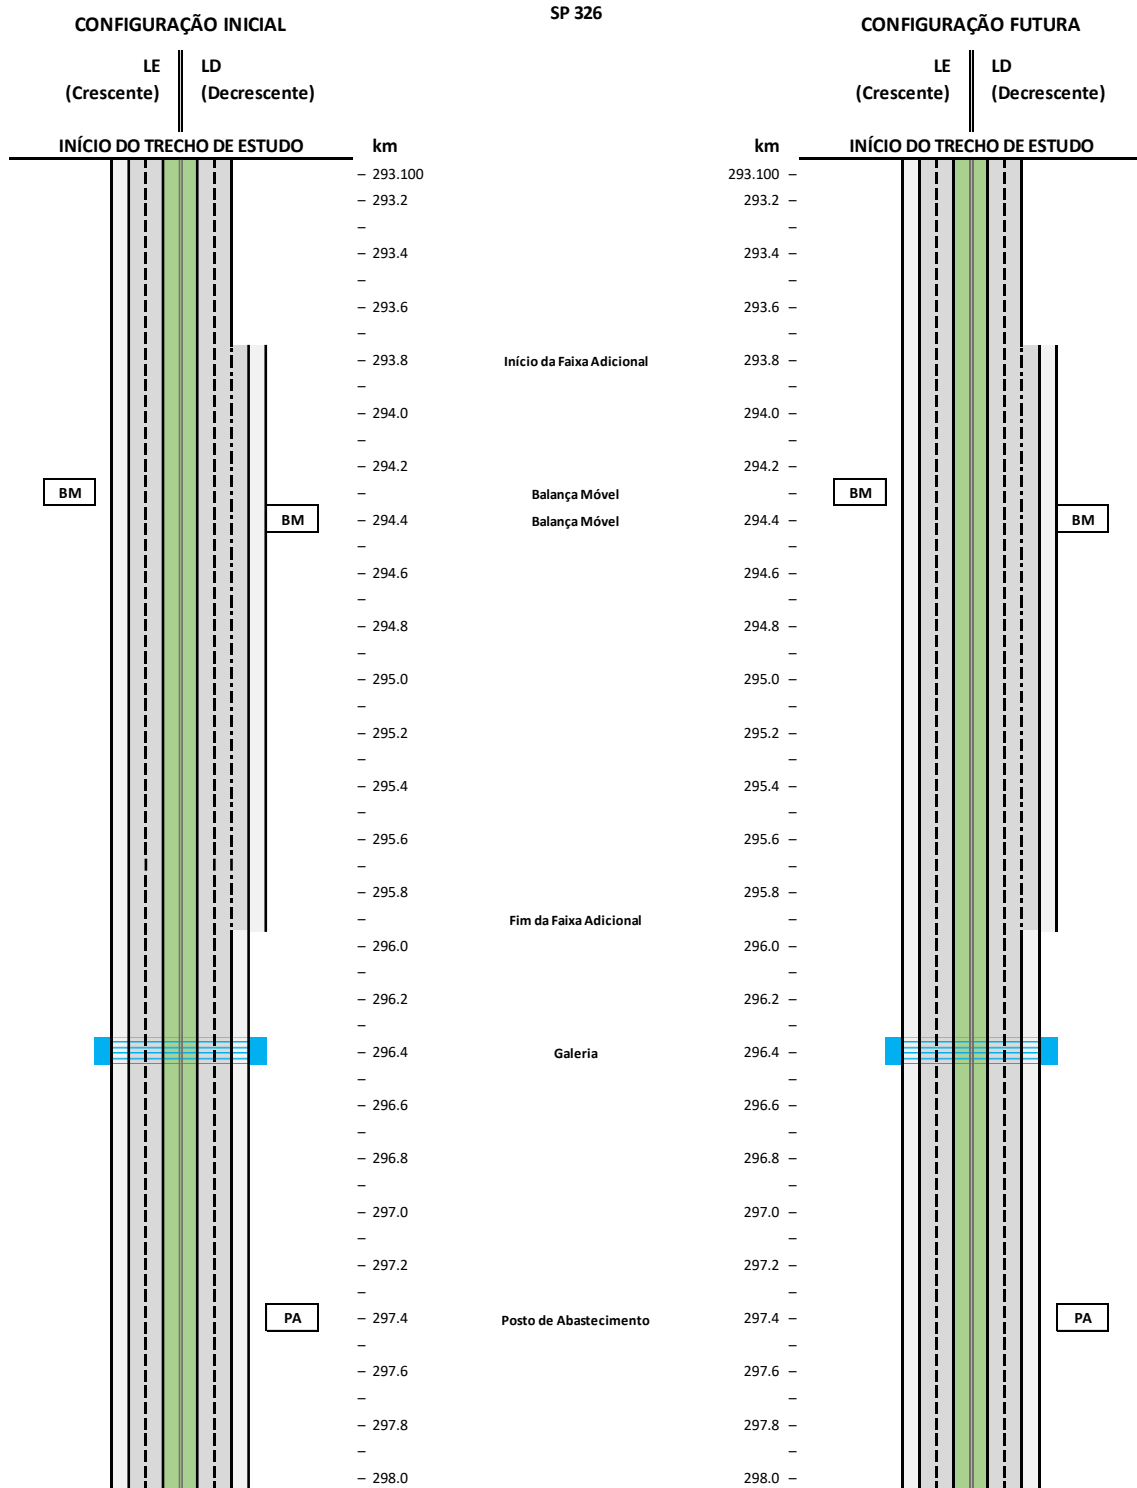 SP 326
CONFIGURAÇÃO INICIAL
CONFIGURAÇÃO FUTURA
LE LD
(Crescente) (Decrescente)
LE LD
(Crescente) (Decrescente)
INÍCIO DO TRECHO DE ESTUDO km
km INÍCIO DO TRECHO DE ESTUDO
– 293.100 293.100 –
– 293.2 293.2 –
– –
– 293.4 293.4 –
– –
– 293.6 293.6 –
– –
– 293.8 Início da Faixa Adicional 293.8 –
– –
– 294.0 294.0 –
– –
– 294.2 294.2 –
BM – Balança Móvel – BM
BM – 294.4 Balança Móvel 294.4 – BM
– –
– 294.6 294.6 –
– –
– 294.8 294.8 –
– –
– 295.0 295.0 –
– –
– 295.2 295.2 –
– –
– 295.4 295.4 –
– –
– 295.6 295.6 –
– –
– 295.8 295.8 –
– Fim da Faixa Adicional –
– 296.0 296.0 –
– –
– 296.2 296.2 –
– –
– 296.4 Galeria 296.4 –
– –
– 296.6 296.6 –
– –
– 296.8 296.8 –
– –
– 297.0 297.0 –
– –
– 297.2 297.2 –
– –
PA – 297.4 Posto de Abastecimento 297.4 – PA
– –
– 297.6 297.6 –
– –
– 297.8 297.8 –
– –
– 298.0 298.0 –